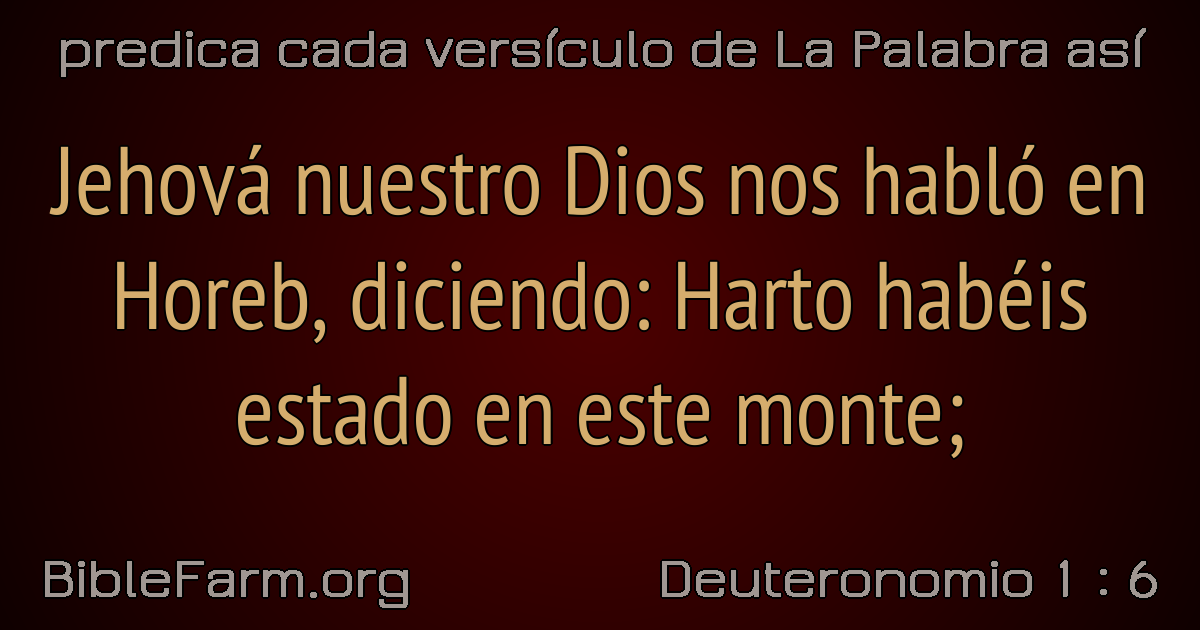 predica cada versículo de La Palabra así
Jehová nuestro Dios nos habló en
Horeb, diciendo: Harto habéis
estado en este monte;
BibleFarm.org
Deuteronomio 1 : 6